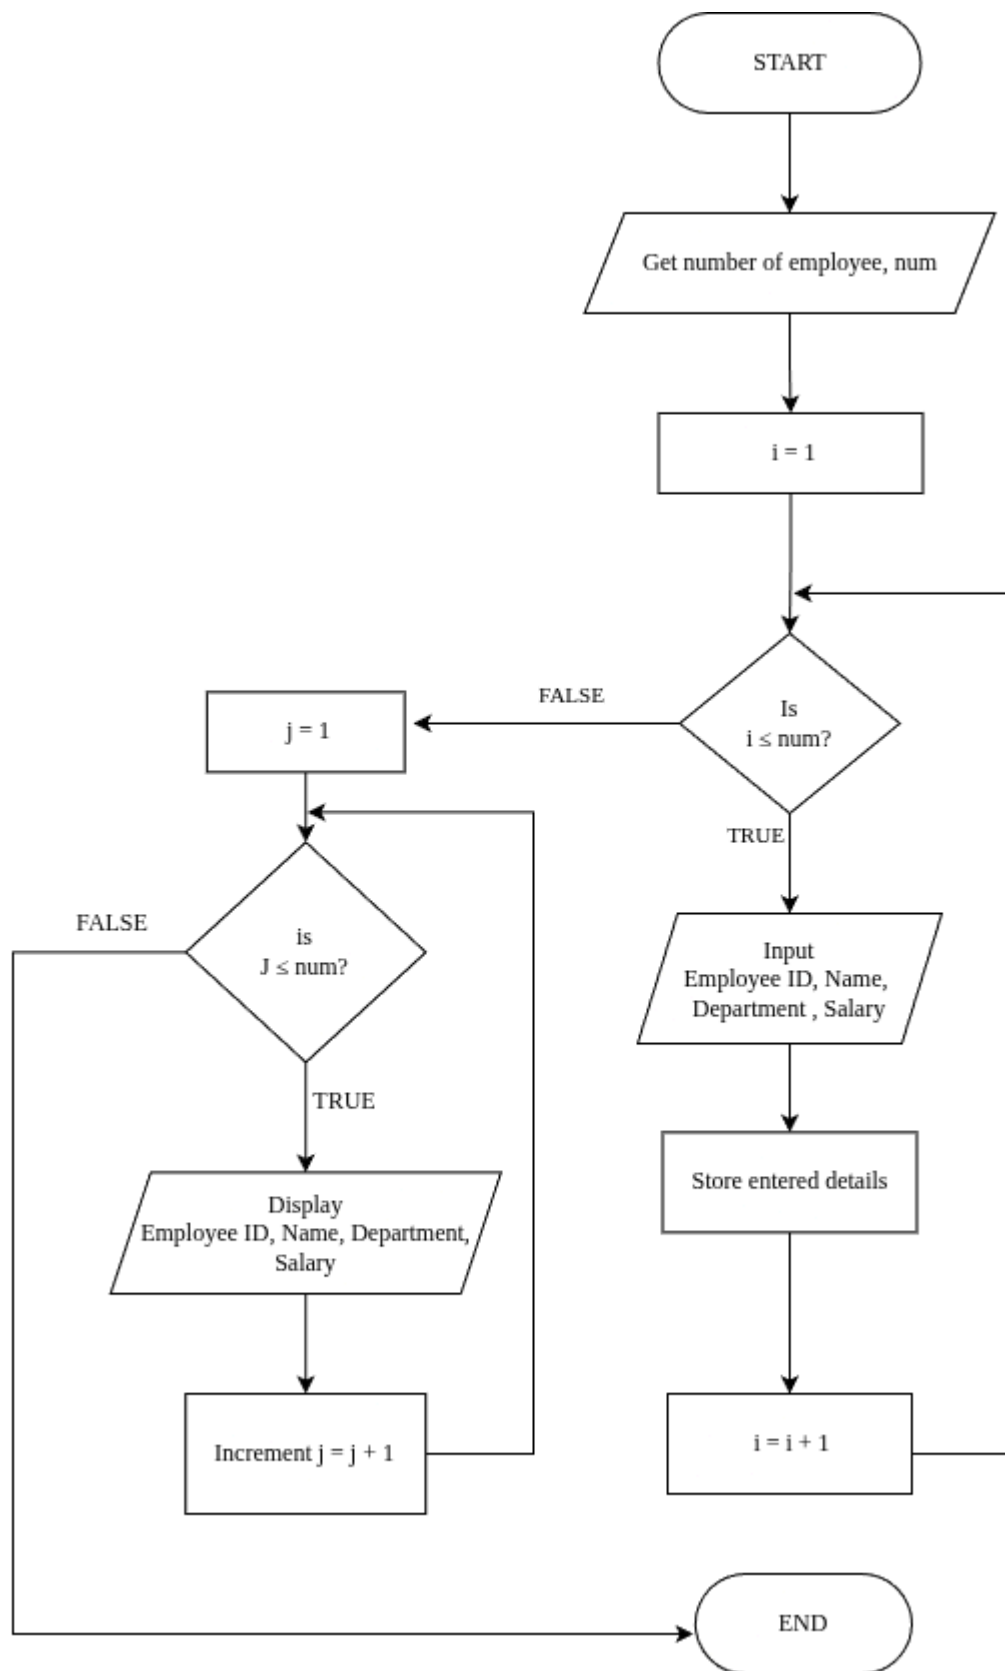 START
Get number of employee, num
i = 1
Is
i ≤ num?
FALSE
TRUE
Input
Employee ID, Name,
Department , Salary
Store entered details
i = i + 1
j = 1
is
J ≤ num?
FALSE
TRUE
Display
Employee ID, Name, Department,
Salary
Increment j = j + 1
END